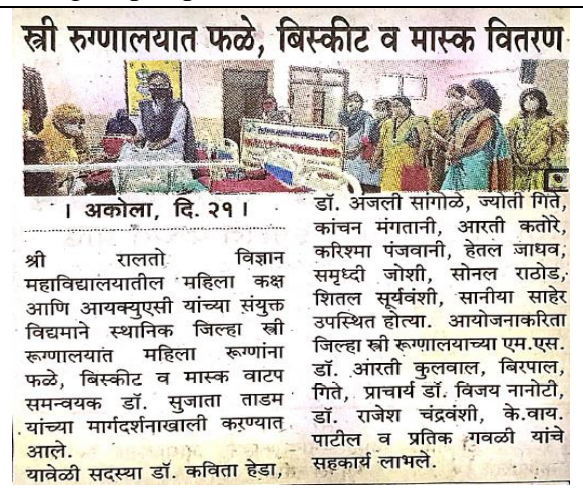 स्त्री रुग्णालयात फळे, बिस्कीट व मास्क वितरण
। अकोला, दि. २१ ।
श्री रालतो विज्ञान
महाविद्यालयातील महिला कक्ष
आणि आयक्युएसी यांच्या संयुक्त
विद्यमाने स्थानिक जिल्हा स्त्री
रूग्णालयात महिला रूग्णांना
फळे, बिस्कीट व मास्क वाटप
समन्वयक डॉ. सुजाता ताडम
यांच्या मार्गदर्शनाखाली करण्यात
आले.
यावेळी सदस्या डॉ. कविता हेडा,
डॉ. अंजली सांगोळे, ज्योती गिते,
कांचन मंगतानी, आरती कतोरे,
करिश्मा पंजवानी, हेतल जाधव,
समृध्दी जोशी, सोनल राठोड,
शितल सूर्यवंशी, सानीया साहेर
उपस्थित होत्या. आयोजनाकरिता
जिल्हा स्त्री रूग्णालयाच्या एम.एस.
डॉ. आरती कुलवाल, बिरपाल,
गिते, प्राचार्य डॉ. विजय नानोटी,
डॉ. राजेश चंद्रवंशी, के.वाय.
पाटील व प्रतिक गवळी यांचे
सहकार्य लाभले.